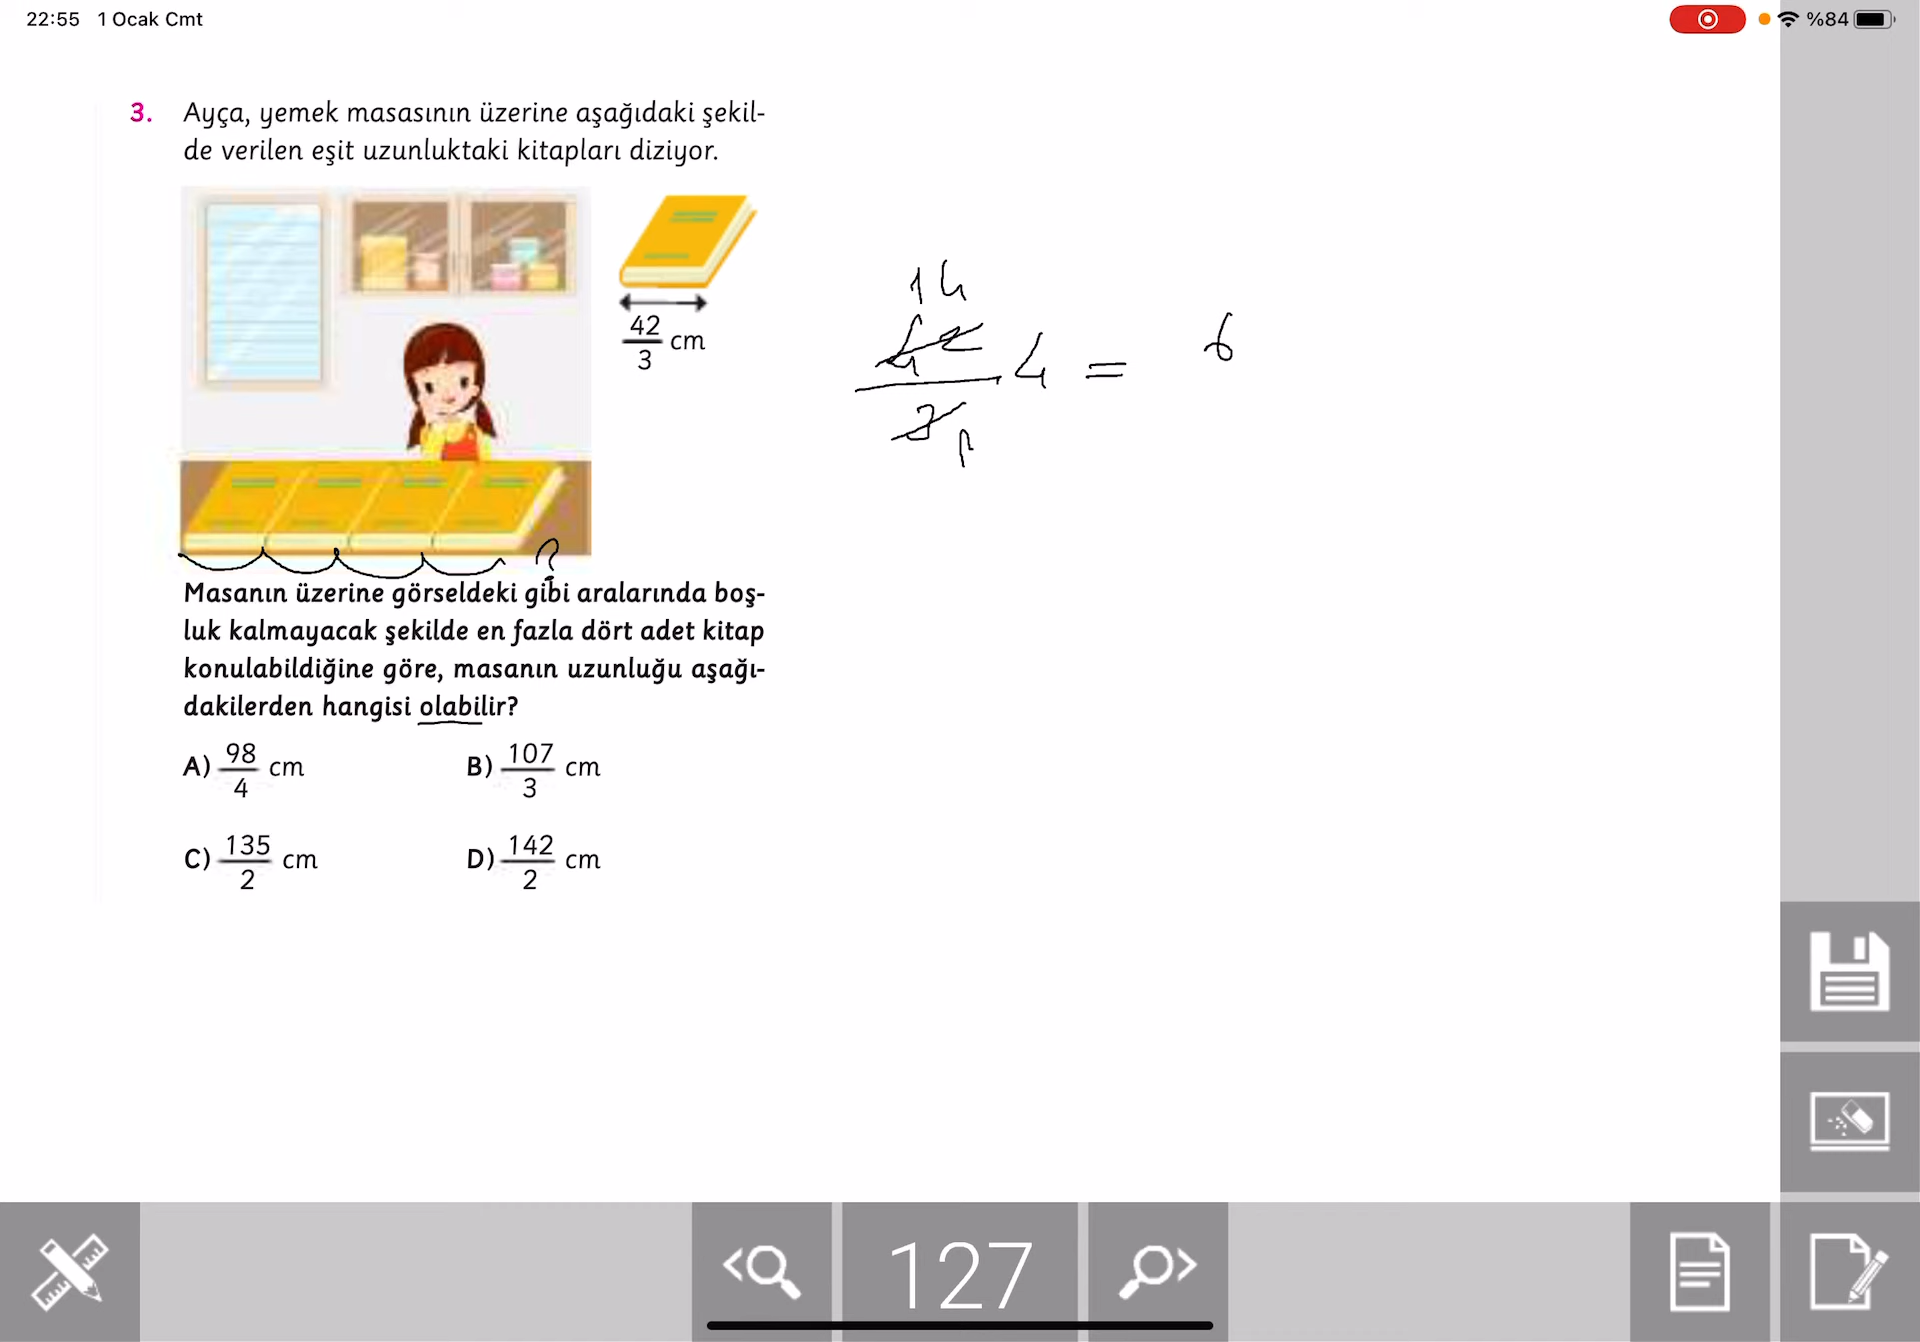 22:55 1 Ocak Cmt
%84
3. Ayça, yemek masasının üzerine aşağıdaki şekil-
de verilen eşit uzunluktaki kitapları diziyor.
42
3
cm
14
42
3
1
4 =
6
?
Masanın üzerine görseldeki gibi aralarında boş-
luk kalmayacak şekilde en fazla dört adet kitap
konulabildiğine göre, masanın uzunluğu aşağı-
dakilerden hangisi olabilir?
A) 98/4 cm
B) 107/3 cm
C) 135/2 cm
D) 142/2 cm
127